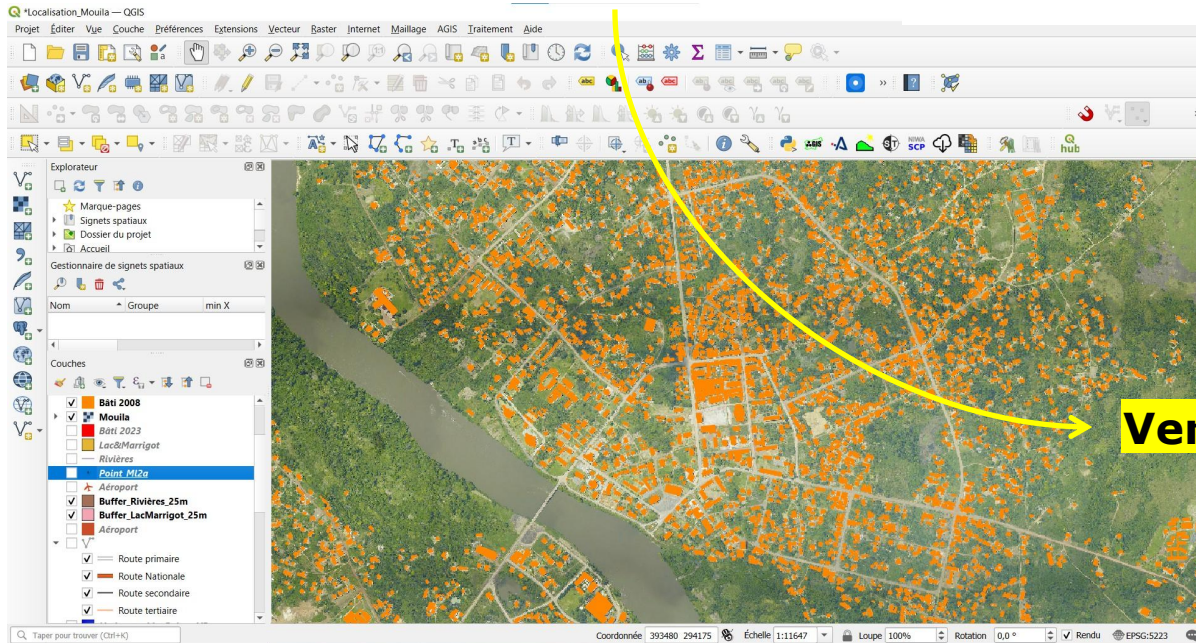 *Localisation_Mouila — QGIS
Projet Éditer Vue Couche Préférences Extensions Vecteur Raster Internet Maillage AGIS Traitement Aide
Explorateur
Marque-pages
Signets spatiaux
Dossier du projet
Accueil
Gestionnaire de signets spatiaux
Nom Groupe min X
Couches
Bâti 2008
Mouila
Bâti 2023
Lac&Marrigot
Rivières
Point_Ml2a
Aéroport
Buffer_Rivières_25m
Buffer_LacMarrigot_25m
Aéroport
Route primaire
Route Nationale
Route secondaire
Route tertiaire
Ver
Taper pour trouver (Ctrl+K) Coordonnée 393480 294175 Échelle 1:11647 Loupe 100% Rotation 0,0 ° Rendu EPSG:5223